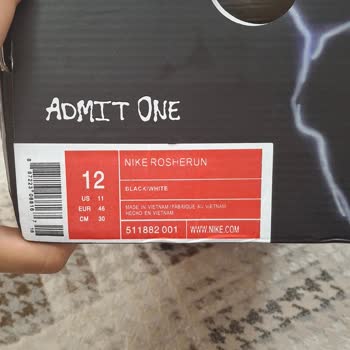 ADMIT ONE
NIKE ROSHERUN
12
US 11
EUR 46
CM 30
BLACK/WHITE
MADE IN VIETNAM / FABRIQUE AU VIETNAM
HECHO EN VIETNAM
511882 001
WWW.NIKE.COM